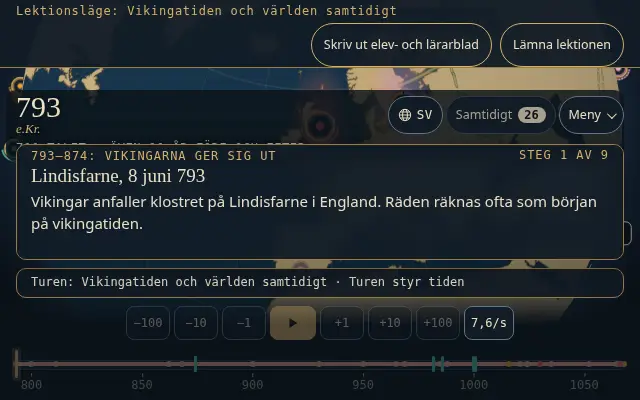 Lektionsläge: Vikingatiden och världen samtidigt
Skriv ut elev- och lärarblad
Lämna lektionen
793
e.Kr.
SV
Samtidigt 26
Meny
793–874: VIKINGARNA GER SIG UT
STEG 1 AV 9
Lindisfarne, 8 juni 793
Vikingar anfaller klostret på Lindisfarne i England. Räden räknas ofta som början
på vikingatiden.
Turen: Vikingatiden och världen samtidigt · Turen styr tiden
−100
−10
−1
+1
+10
+100
7,6/s
800
850
900
950
1000
1050